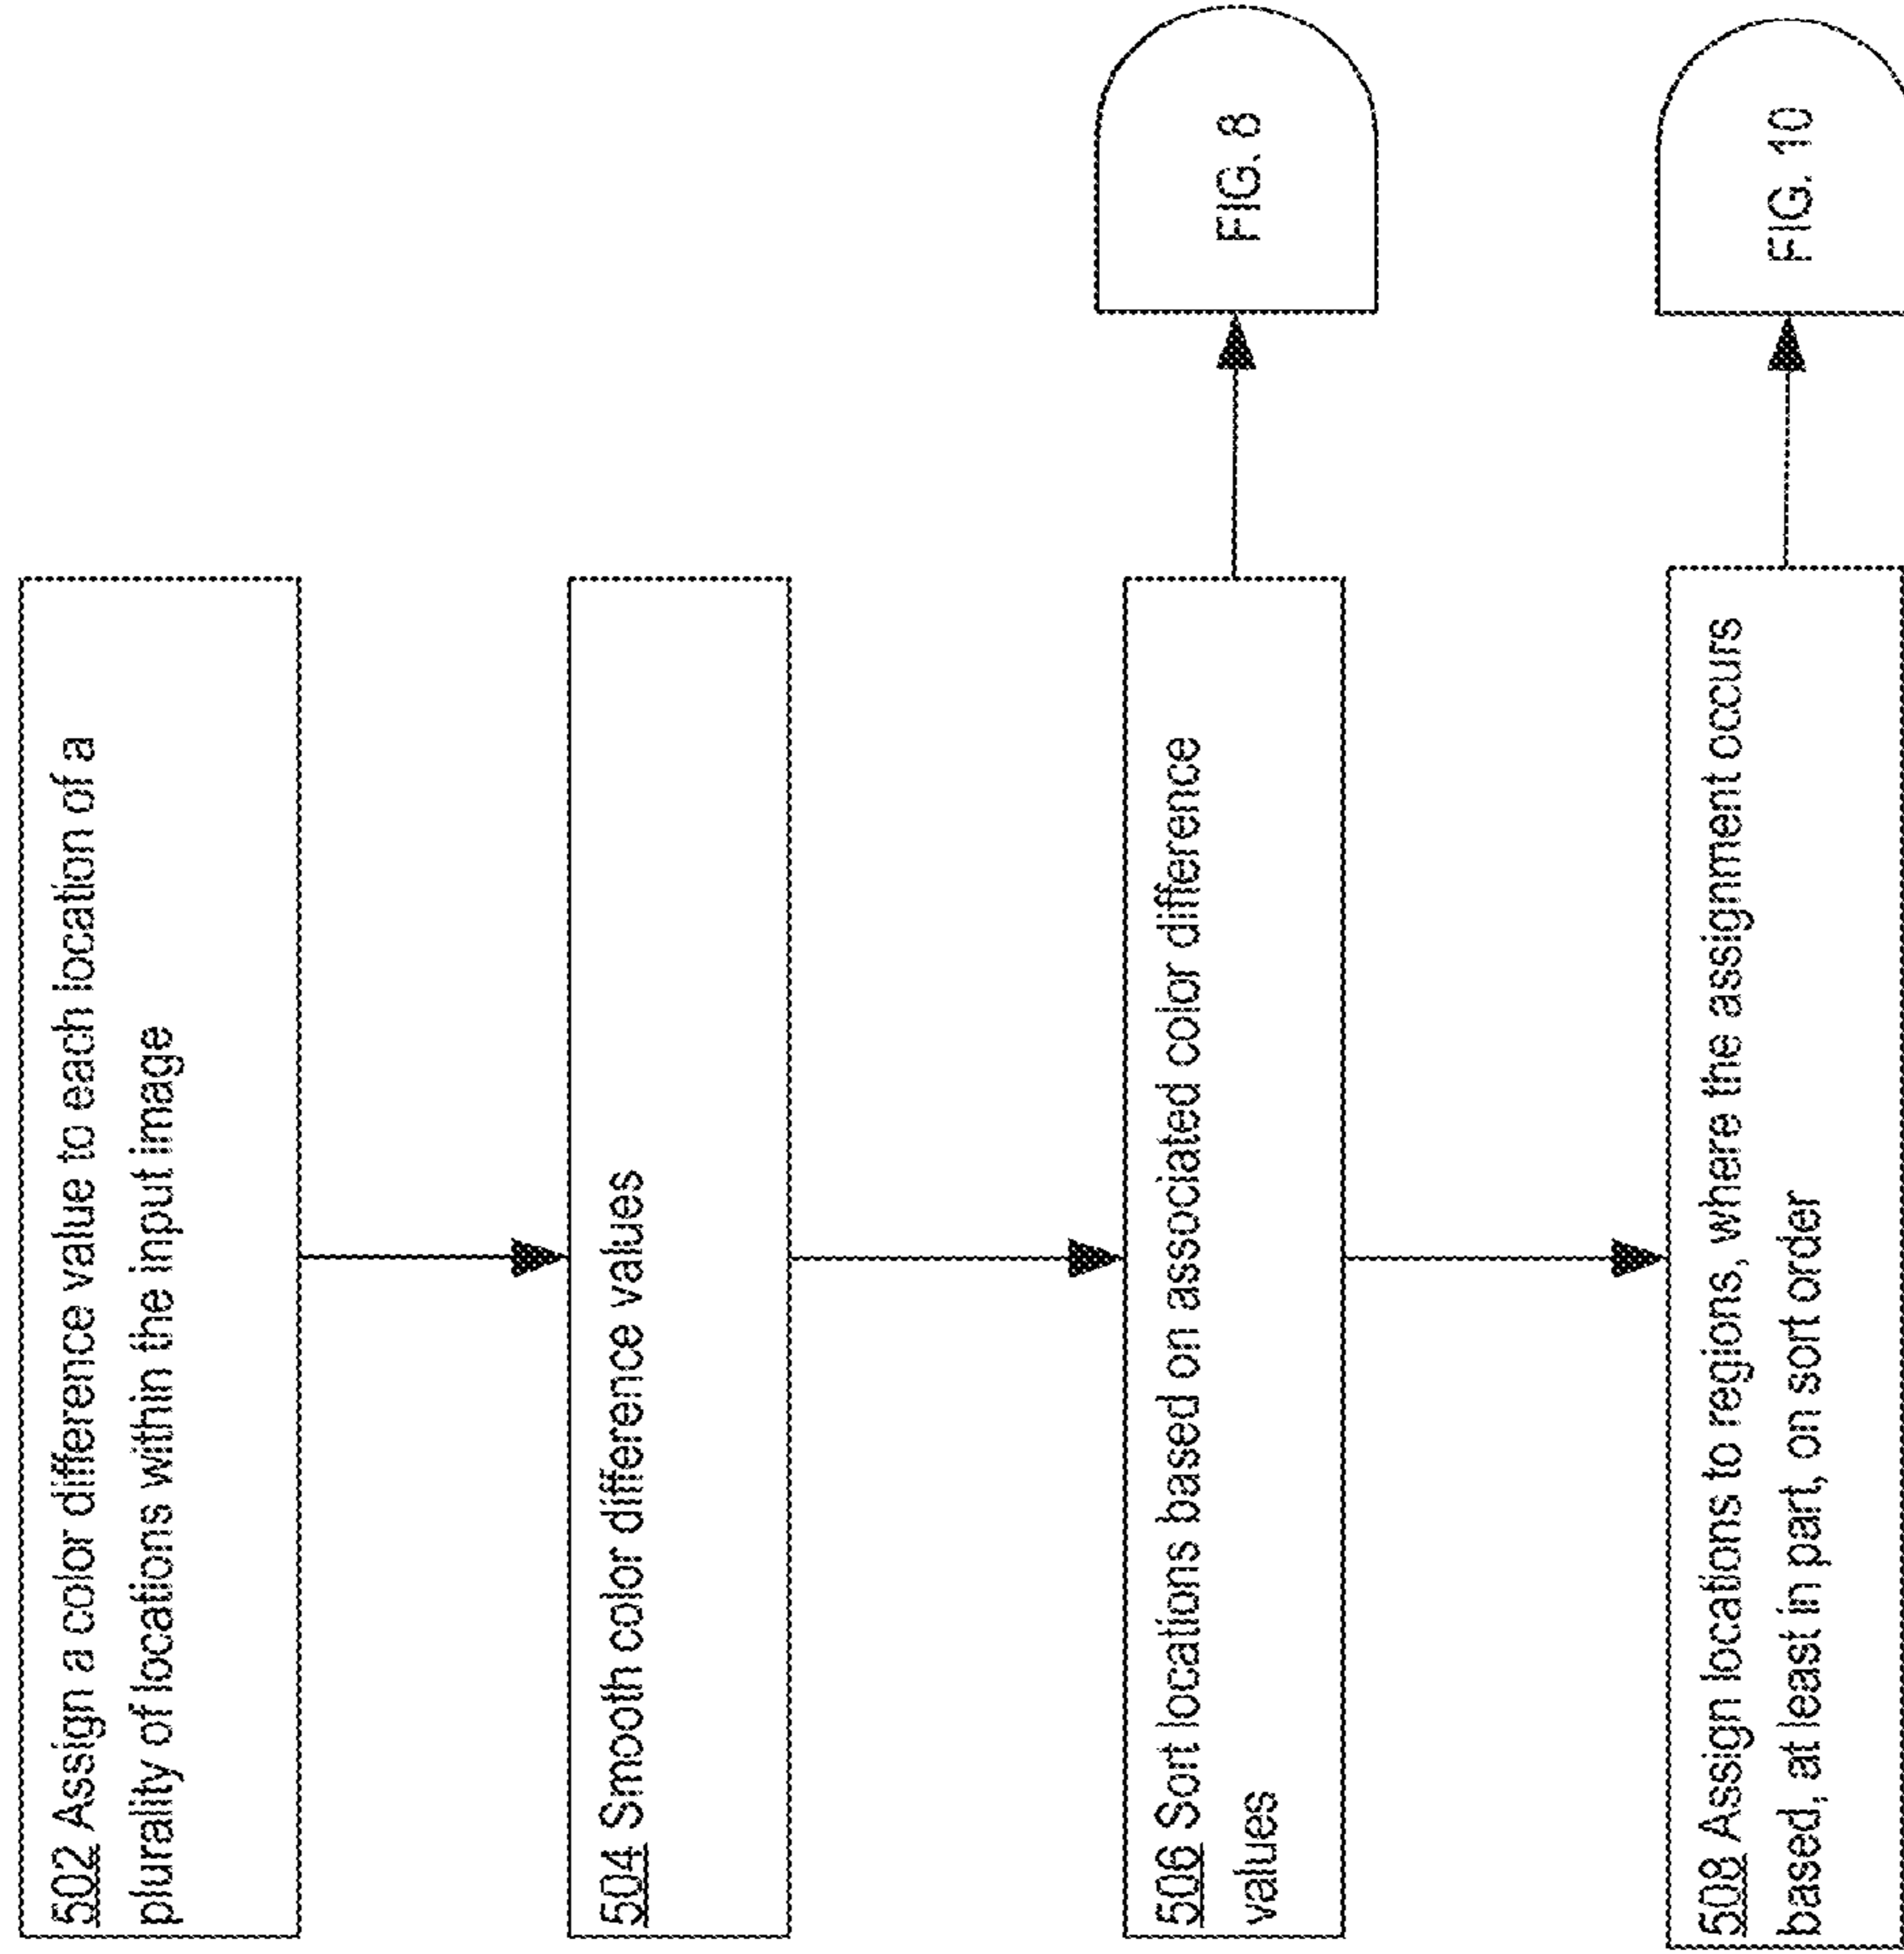 502 Assign a color difference value to each location of a
plurality of locations within the input image
504 Smooth color difference values
506 Sort locations based on associated color difference
values
FIG. 8
508 Assign locations to regions, where the assignment occurs
based, at least in part, on sort order
FIG. 10